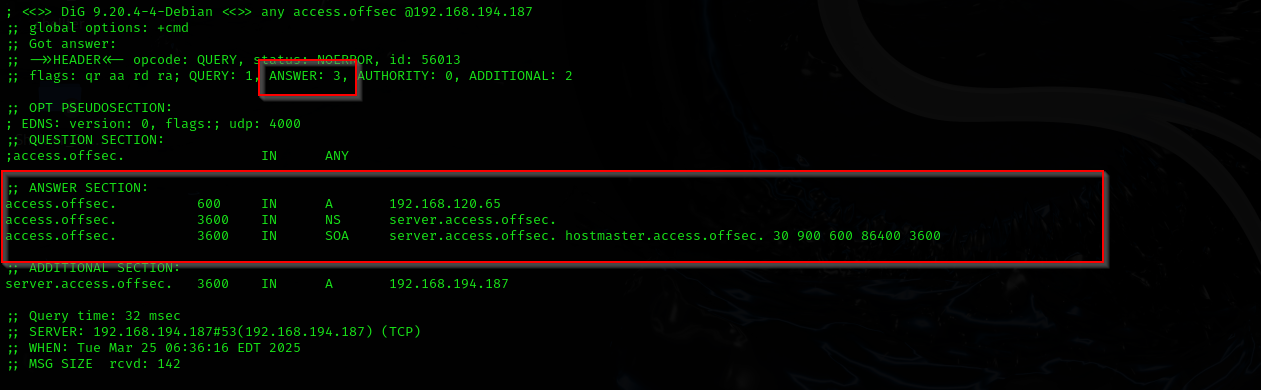 ; <<>> DiG 9.20.4-4-Debian <<>> any access.offsec @192.168.194.187
;; global options: +cmd
;; Got answer:
;; ->>HEADER<<- opcode: QUERY, status: NOERROR, id: 56013
;; flags: qr aa rd ra; QUERY: 1, ANSWER: 3, AUTHORITY: 0, ADDITIONAL: 2
;; OPT PSEUDOSECTION:
; EDNS: version: 0, flags:; udp: 4000
;; QUESTION SECTION:
;access.offsec. IN ANY
;; ANSWER SECTION:
access.offsec. 600 IN A 192.168.120.65
access.offsec. 3600 IN NS server.access.offsec.
access.offsec. 3600 IN SOA server.access.offsec. hostmaster.access.offsec. 30 900 600 86400 3600
;; ADDITIONAL SECTION:
server.access.offsec. 3600 IN A 192.168.194.187
;; Query time: 32 msec
;; SERVER: 192.168.194.187#53(192.168.194.187) (TCP)
;; WHEN: Tue Mar 25 06:36:16 EDT 2025
;; MSG SIZE rcvd: 142